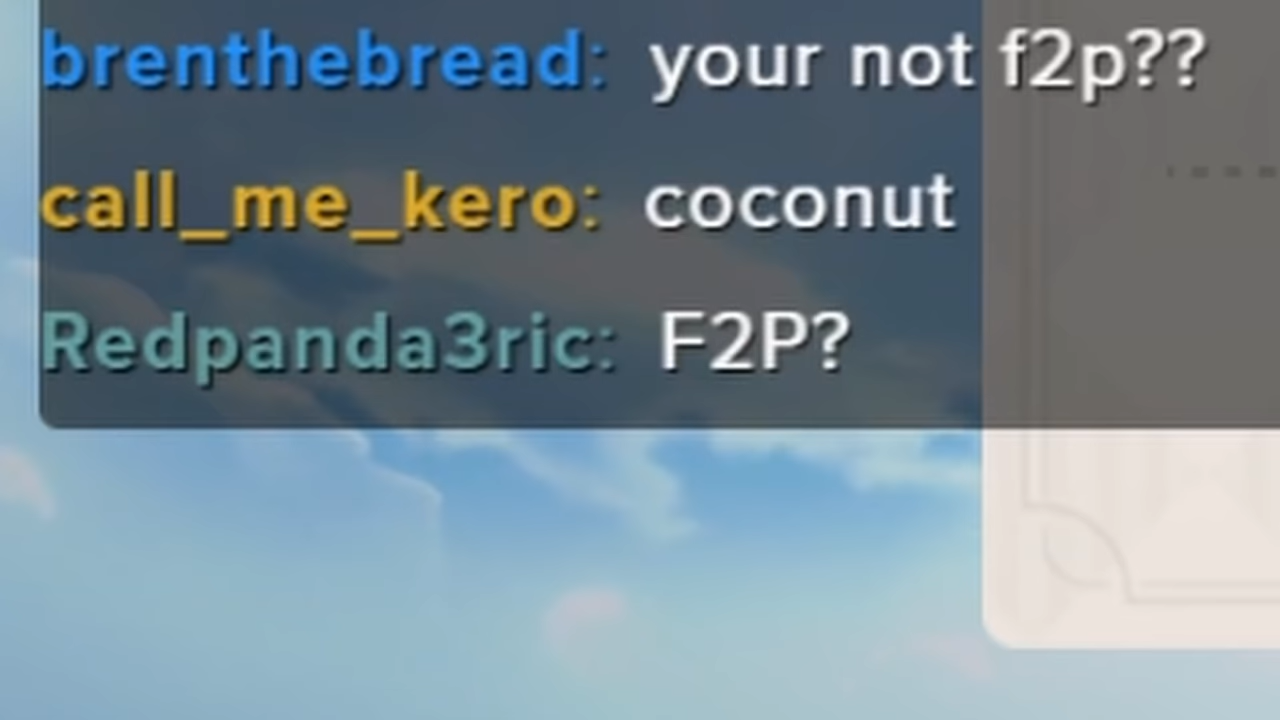 brenthebread: your not f2p??
call_me_kero: coconut
Redpanda3ric: F2P?